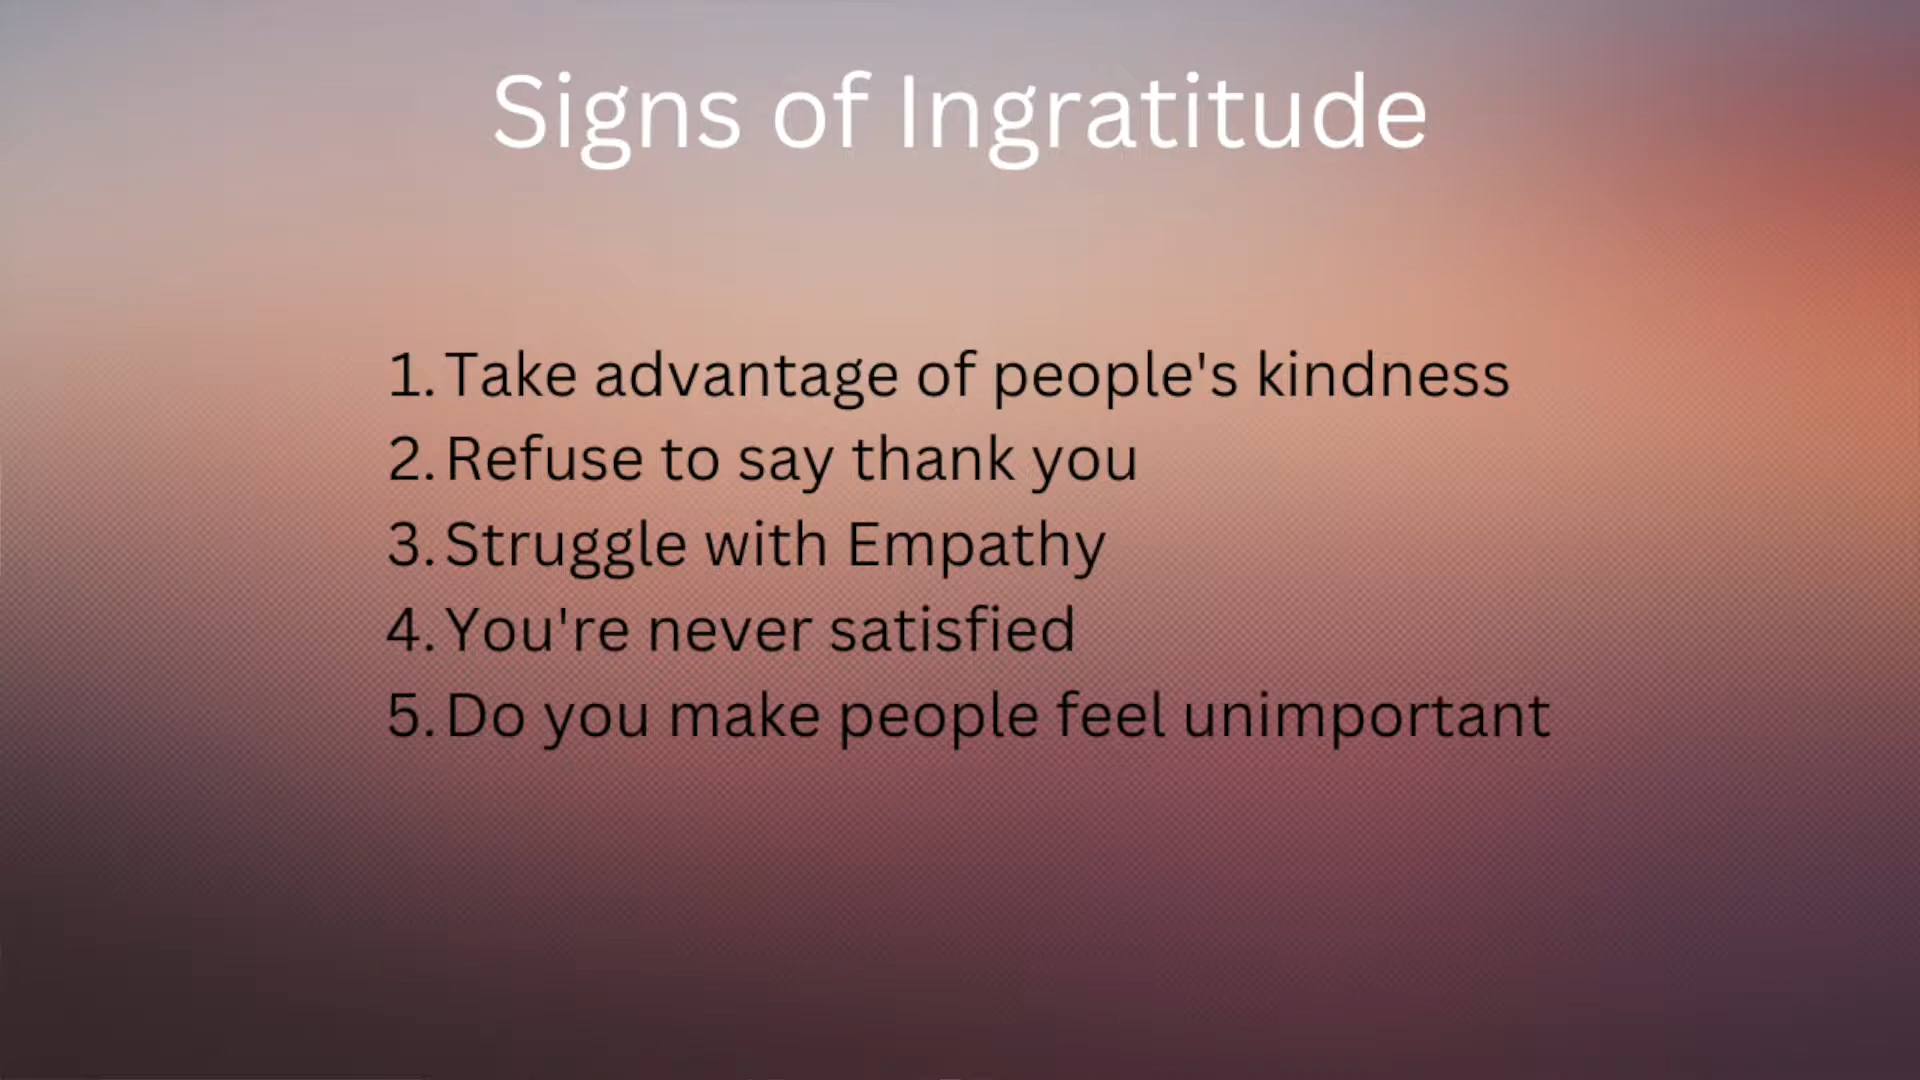 Signs of Ingratitude
1. Take advantage of people's kindness
2. Refuse to say thank you
3. Struggle with Empathy
4. You're never satisfied
5. Do you make people feel unimportant